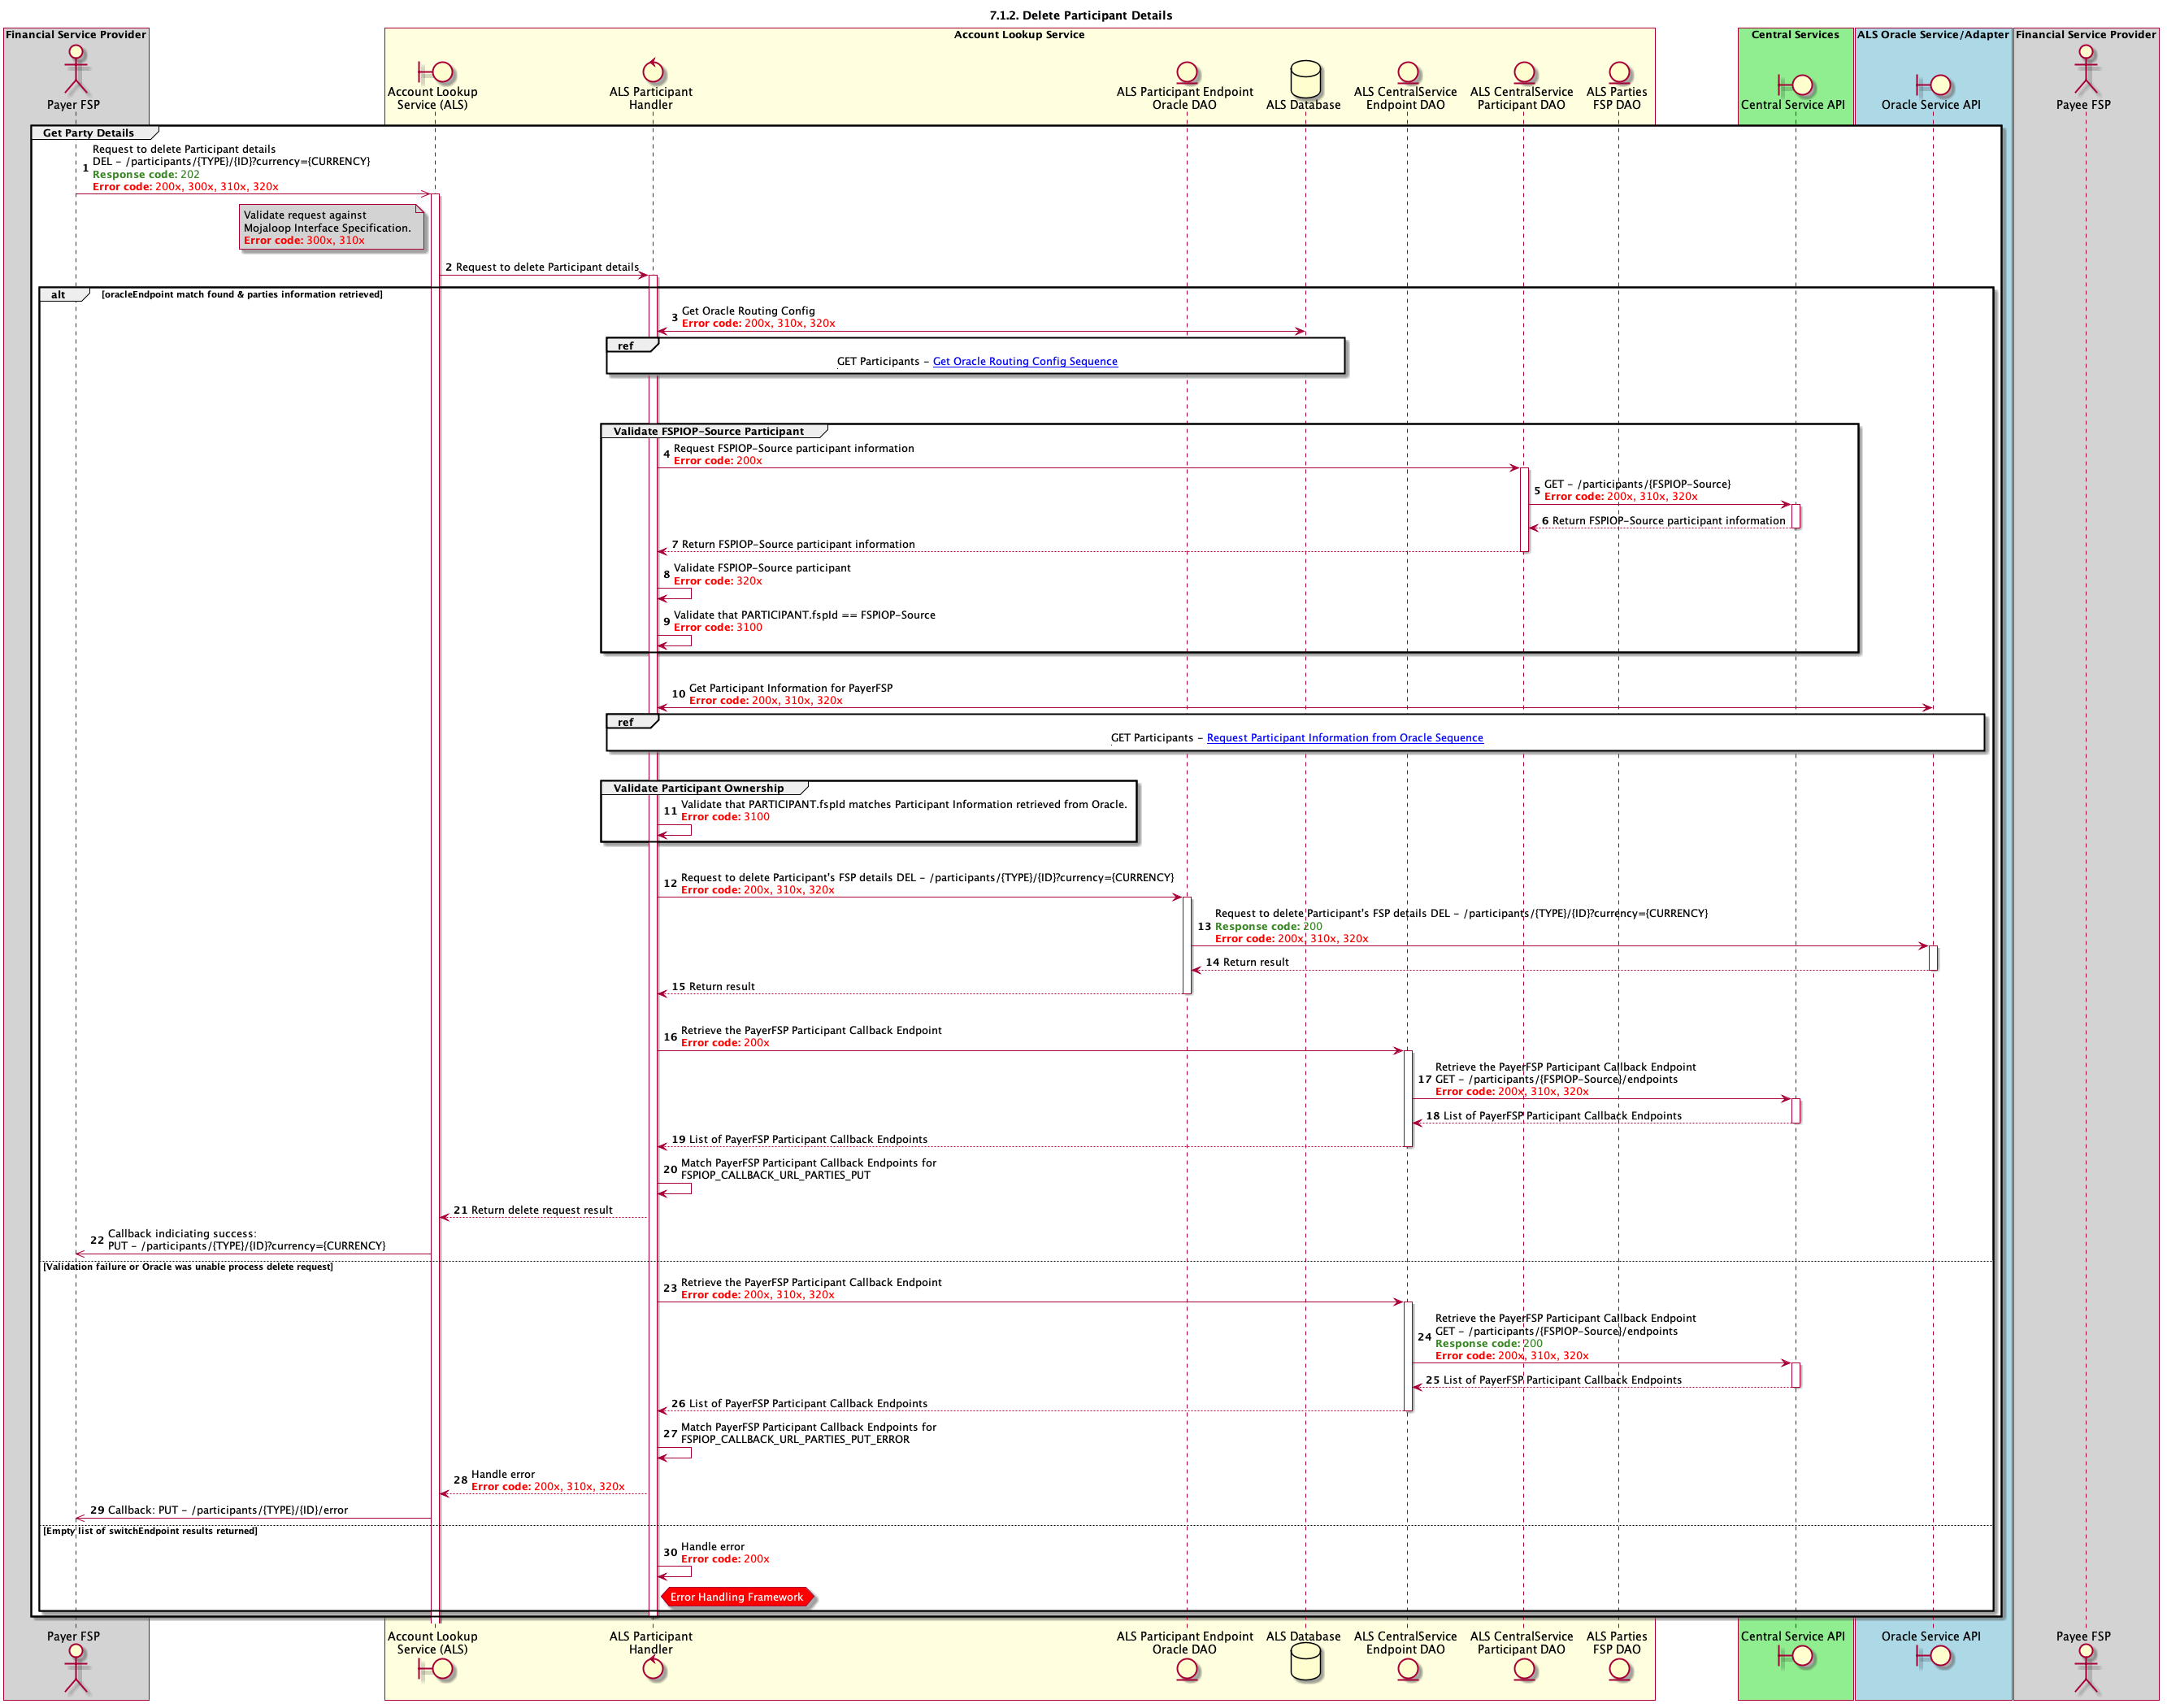 7.1.2. Delete Participant Details
Financial Service Provider
Account Lookup Service
Central Services
ALS Oracle Service/Adapter
Financial Service Provider
Payer FSP
Account Lookup
Service (ALS)
ALS Participant
Handler
ALS Participant Endpoint
Oracle DAO
ALS Database
ALS CentralService
Endpoint DAO
ALS CentralService
Participant DAO
ALS Parties
FSP DAO
Central Service API
Oracle Service API
Payee FSP
Get Party Details
1 Request to delete Participant details
DEL - /participants/{TYPE}/{ID}?currency={CURRENCY}
Response code: 202
Error code: 200x, 300x, 310x, 320x
Validate request against
Mojaloop Interface Specification.
Error code: 300x, 310x
2 Request to delete Participant details
alt [oracleEndpoint match found & parties information retrieved]
3 Get Oracle Routing Config
Error code: 200x, 310x, 320x
ref
GET Participants - Get Oracle Routing Config Sequence
Validate FSPIOP-Source Participant
4 Request FSPIOP-Source participant information
Error code: 200x
5 GET - /participants/{FSPIOP-Source}
Error code: 200x, 310x, 320x
6 Return FSPIOP-Source participant information
7 Return FSPIOP-Source participant information
8 Validate FSPIOP-Source participant
Error code: 320x
9 Validate that PARTICIPANT.fspId == FSPIOP-Source
Error code: 3100
10 Get Participant Information for PayerFSP
Error code: 200x, 310x, 320x
ref
GET Participants - Request Participant Information from Oracle Sequence
Validate Participant Ownership
11 Validate that PARTICIPANT.fspId matches Participant Information retrieved from Oracle.
Error code: 3100
12 Request to delete Participant's FSP details DEL - /participants/{TYPE}/{ID}?currency={CURRENCY}
Error code: 200x, 310x, 320x
13 Request to delete Participant's FSP details DEL - /participants/{TYPE}/{ID}?currency={CURRENCY}
Response code: 200
Error code: 200x, 310x, 320x
14 Return result
15 Return result
16 Retrieve the PayerFSP Participant Callback Endpoint
Error code: 200x
17 Retrieve the PayerFSP Participant Callback Endpoint
GET - /participants/{FSPIOP-Source}/endpoints
Error code: 200x, 310x, 320x
18 List of PayerFSP Participant Callback Endpoints
19 List of PayerFSP Participant Callback Endpoints
20 Match PayerFSP Participant Callback Endpoints for
FSPIOP_CALLBACK_URL_PARTIES_PUT
21 Return delete request result
22 Callback indiciating success:
PUT - /participants/{TYPE}/{ID}?currency={CURRENCY}
[Validation failure or Oracle was unable process delete request]
23 Retrieve the PayerFSP Participant Callback Endpoint
Error code: 200x, 310x, 320x
24 Retrieve the PayerFSP Participant Callback Endpoint
GET - /participants/{FSPIOP-Source}/endpoints
Response code: 200
Error code: 200x, 310x, 320x
25 List of PayerFSP Participant Callback Endpoints
26 List of PayerFSP Participant Callback Endpoints
27 Match PayerFSP Participant Callback Endpoints for
FSPIOP_CALLBACK_URL_PARTIES_PUT_ERROR
28 Handle error
Error code: 200x, 310x, 320x
29 Callback: PUT - /participants/{TYPE}/{ID}/error
[Empty list of switchEndpoint results returned]
30 Handle error
Error code: 200x
Error Handling Framework
Payer FSP
Account Lookup
Service (ALS)
ALS Participant
Handler
ALS Participant Endpoint
Oracle DAO
ALS Database
ALS CentralService
Endpoint DAO
ALS CentralService
Participant DAO
ALS Parties
FSP DAO
Central Service API
Oracle Service API
Payee FSP